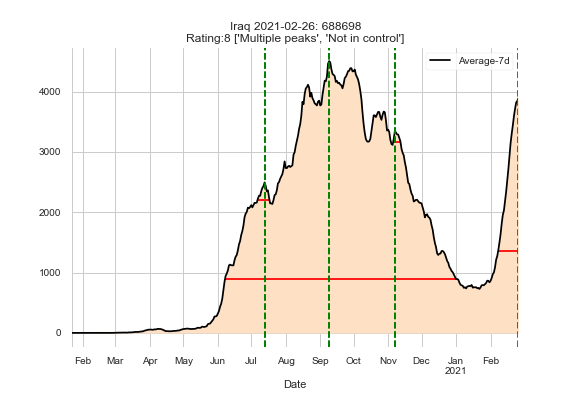 Iraq 2021-02-26: 688698
Rating:8 ['Multiple peaks', 'Not in control']
Average-7d
4000
3000
2000
1000
0
Feb Mar Apr May Jun Jul Aug Sep Oct Nov Dec Jan Feb
2021
Date